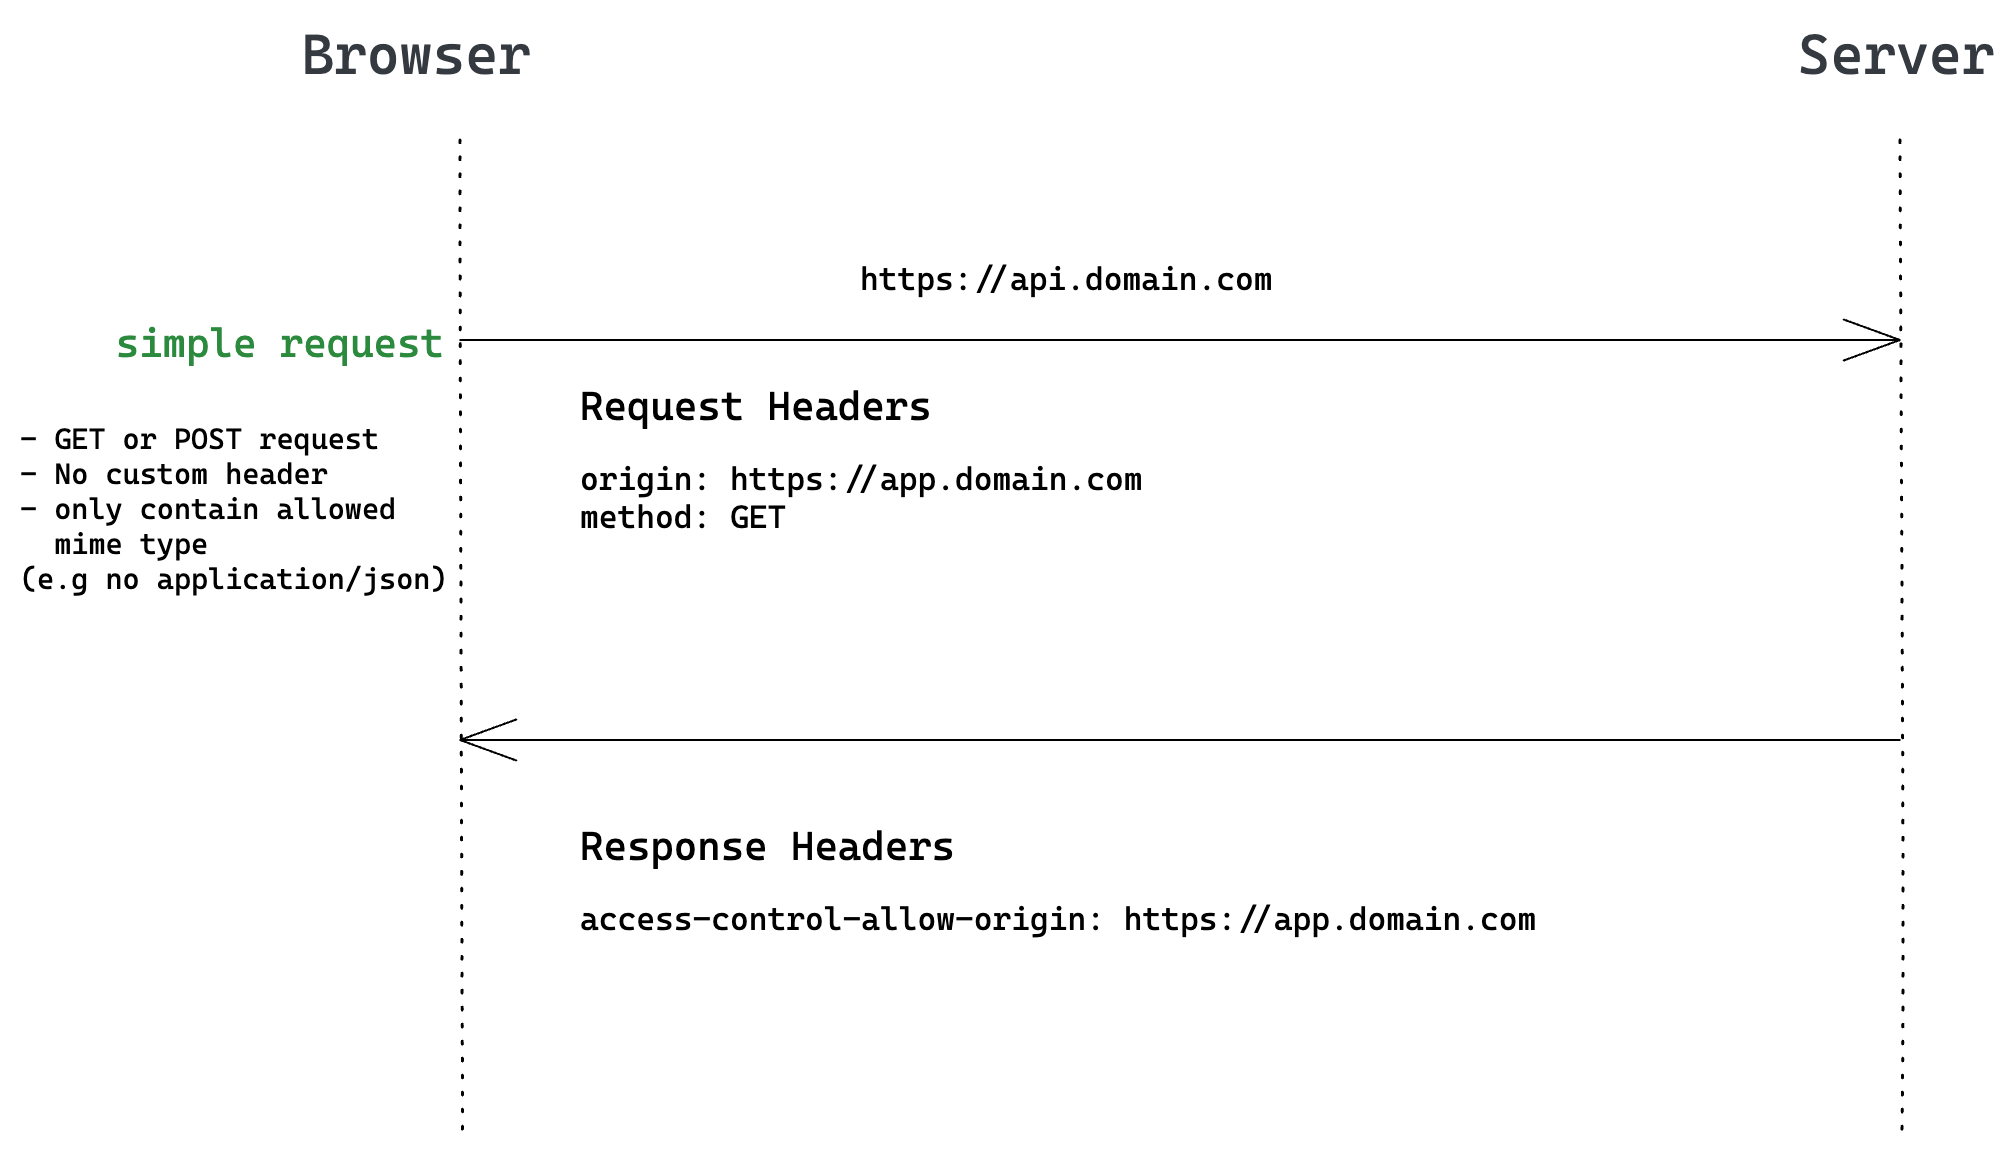 Browser
Server
https://api.domain.com
simple request
- GET or POST request
- No custom header
- only contain allowed
mime type
(e.g no application/json)
Request Headers
origin: https://app.domain.com
method: GET
Response Headers
access-control-allow-origin: https://app.domain.com